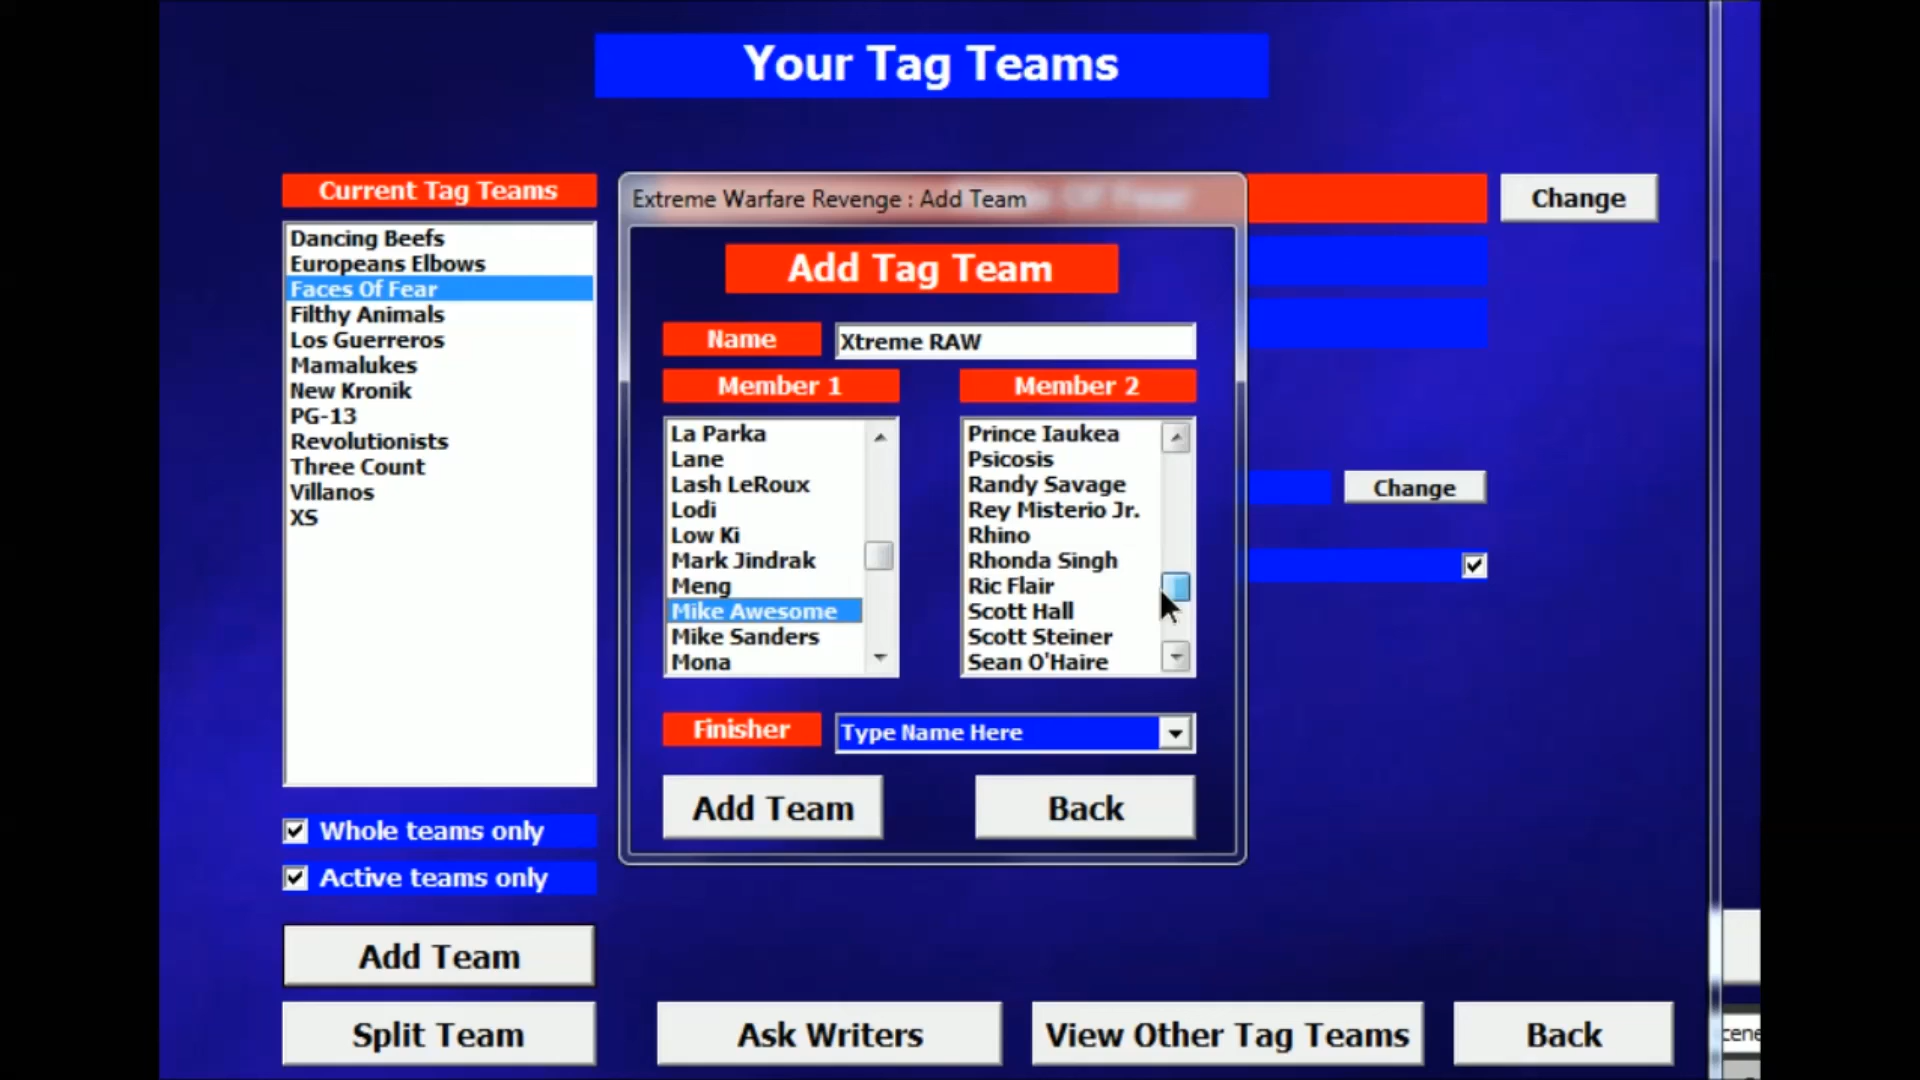 Your Tag Teams
Current Tag Teams
Dancing Beefs
Europeans Elbows
Faces Of Fear
Filthy Animals
Los Guerreros
Mamalukes
New Kronik
PG-13
Revolutionists
Three Count
Villanos
XS
Whole teams only
Active teams only
Add Team
Split Team
Extreme Warfare Revenge : Add Team
Add Tag Team
Name
Xtreme RAW
Member 1
La Parka
Lane
Lash LeRoux
Lodi
Low Ki
Mark Jindrak
Meng
Mike Awesome
Mike Sanders
Mona
Member 2
Prince Iaukea
Psicosis
Randy Savage
Rey Misterio Jr.
Rhino
Rhonda Singh
Ric Flair
Scott Hall
Scott Steiner
Sean O'Haire
Finisher
Type Name Here
Add Team
Back
Change
Change
Ask Writers
View Other Tag Teams
Back
cene